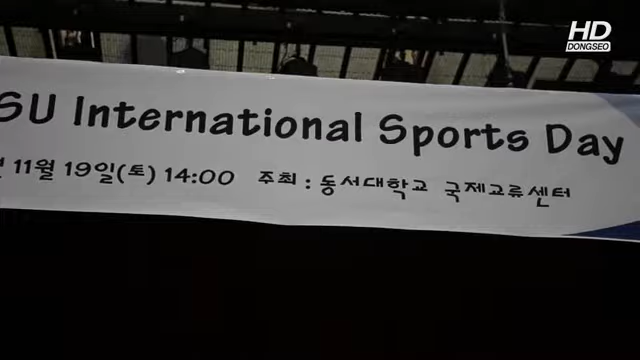 HD
DONGSEO
SU International Sports Day
11월 19일(토) 14:00 주최 : 동서대학교 국제교류센터